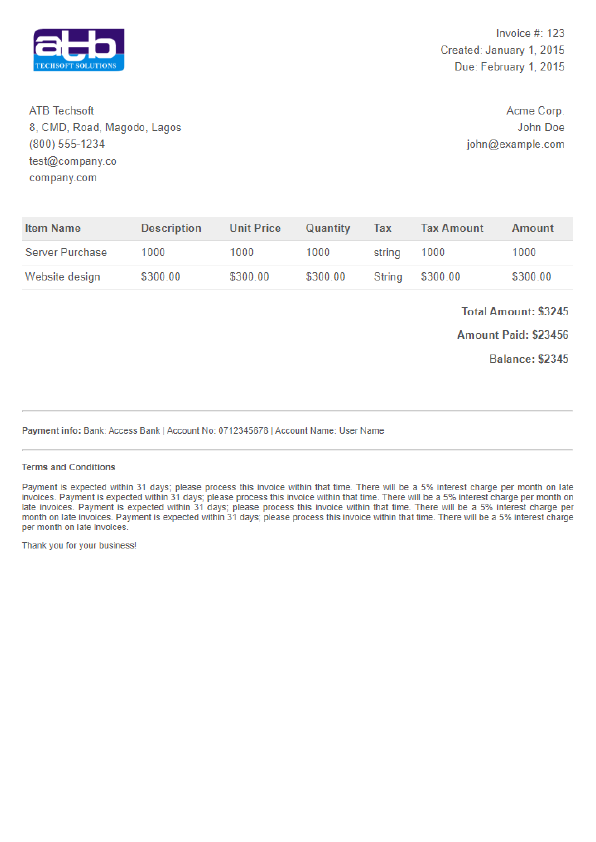 atb
TECHSOFT SOLUTIONS
Invoice #: 123
Created: January 1, 2015
Due: February 1, 2015
ATB Techsoft
8, CMD, Road, Magodo, Lagos
(800) 555-1234
test@company.co
company.com
Acme Corp.
John Doe
john@example.com
Item Name Description Unit Price Quantity Tax Tax Amount Amount
Server Purchase 1000 1000 1000 string 1000 1000
Website design $300.00 $300.00 $300.00 String $300.00 $300.00
Total Amount: $3245
Amount Paid: $23456
Balance: $2345
Payment info: Bank: Access Bank | Account No: 0712345678 | Account Name: User Name
Terms and Conditions
Payment is expected within 31 days; please process this invoice within that time. There will be a 5% interest charge per month on late
invoices. Payment is expected within 31 days; please process this invoice within that time. There will be a 5% interest charge per month on
late invoices. Payment is expected within 31 days; please process this invoice within that time. There will be a 5% interest charge per
month on late invoices. Payment is expected within 31 days; please process this invoice within that time. There will be a 5% interest charge
per month on late invoices.
Thank you for your business!